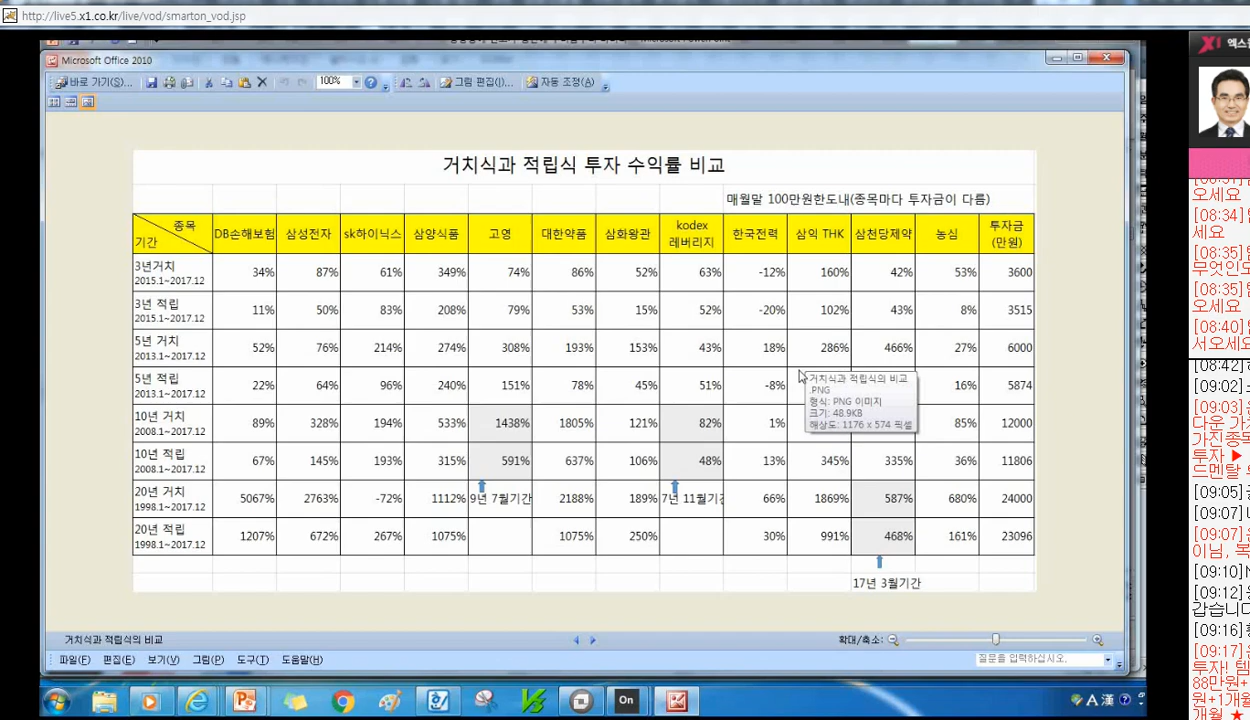 http://live5.x1.co.kr/live/vod/smarton_vod.jsp
Microsoft Office 2010
바로 가기(S)... 100% 그림 편집(I)... 자동 조정(A)
거치식과 적립식 투자 수익률 비교
매월말 100만원한도내(종목마다 투자금이 다름)
종목 기간 DB손해보험 삼성전자 sk하이닉스 삼양식품 고영 대한약품 삼화왕관 kodex 레버리지 한국전력 삼익 THK 삼천당제약 농심 투자금 (만원)
3년거치 2015.1~2017.12 34% 87% 61% 349% 74% 86% 52% 63% -12% 160% 42% 53% 3600
3년 적립 2015.1~2017.12 11% 50% 83% 208% 79% 53% 15% 52% -20% 102% 43% 8% 3515
5년 거치 2013.1~2017.12 52% 76% 214% 274% 308% 193% 153% 43% 18% 286% 466% 27% 6000
5년 적립 2013.1~2017.12 22% 64% 96% 240% 151% 78% 45% 51% -8% 16% 5874
거치식과 적립식의 비교
.PNG
형식: PNG 이미지
크기: 48.9KB
해상도: 1176 x 574 픽셀
10년 거치 2008.1~2017.12 89% 328% 194% 533% 1438% 1805% 121% 82% 1% 85% 12000
10년 적립 2008.1~2017.12 67% 145% 193% 315% 591% 637% 106% 48% 13% 345% 335% 36% 11806
20년 거치 1998.1~2017.12 5067% 2763% -72% 1112% 9년 7월기간 2188% 189% 7년 11월기 66% 1869% 587% 680% 24000
20년 적립 1998.1~2017.12 1207% 672% 267% 1075% 1075% 250% 30% 991% 468% 161% 23096
17년 3월기간
거치식과 적립식의 비교 확대/축소:
파일(F) 편집(E) 보기(V) 그림(P) 도구(T) 도움말(H) 질문을 입력하십시오.
On A 漢
X1 엑스
오세요
[08:34]
세요
[08:35]
무엇인
[08:35]
오세요
[08:40]
서오세요
[08:42]
[09:02]
[09:03]
다운 가
가진종목
투자 ▶
드멘탈
[09:05]
[09:07]
[09:07]
이님, 복
[09:10]
[09:12]
갑습니다
[09:16]
[09:17]
투자! 템
88만원+
원+1개
개월 ★